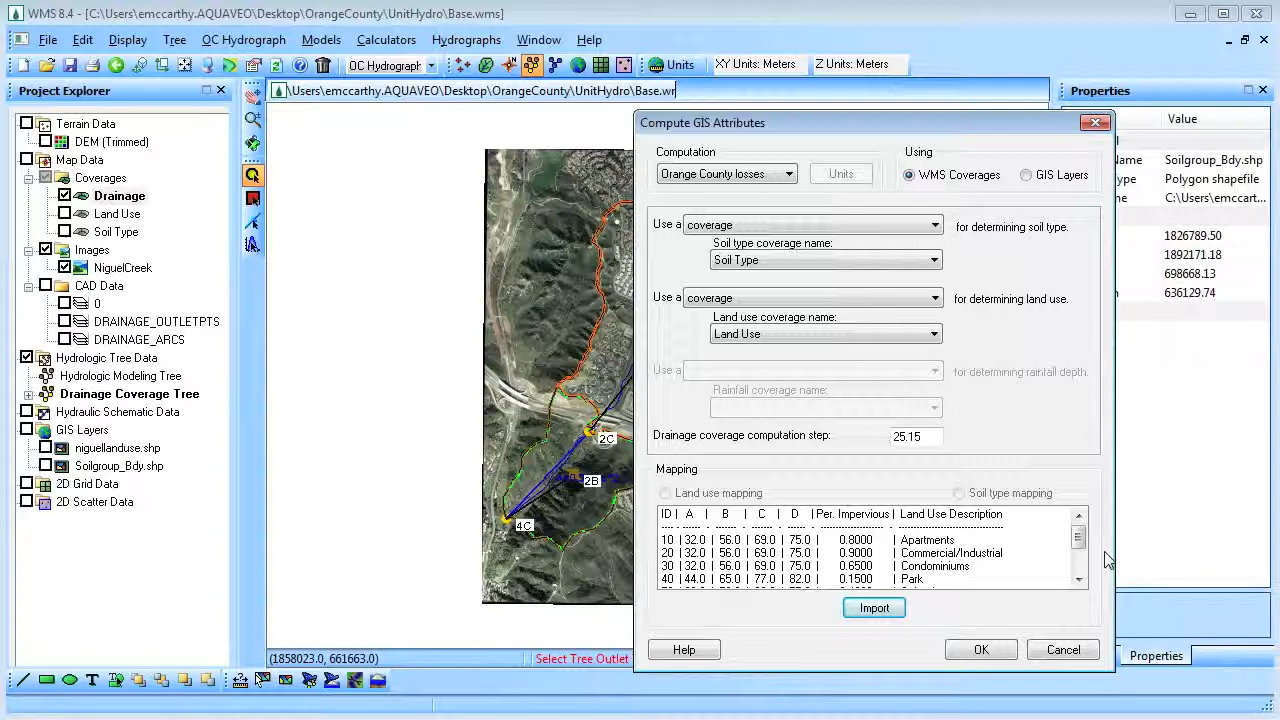 WMS 8.4 - [C:\Users\emccarthy.AQUAVEO\Desktop\OrangeCounty\UnitHydro\Base.wms]
File Edit Display Tree OC Hydrograph Models Calculators Hydrographs Window Help
OC Hydrograph Units XY Units: Meters Z Units: Meters
Project Explorer
\Users\emccarthy.AQUAVEO\Desktop\OrangeCounty\UnitHydro\Base.wr
Properties
Terrain Data
DEM (Trimmed)
Map Data
Coverages
Drainage
Land Use
Soil Type
Images
NiguelCreek
CAD Data
0
DRAINAGE_OUTLETPTS
DRAINAGE_ARCS
Hydrologic Tree Data
Hydrologic Modeling Tree
Drainage Coverage Tree
Hydraulic Schematic Data
GIS Layers
niguellanduse.shp
Soilgroup_Bdy.shp
2D Grid Data
2D Scatter Data
2C
2B
4C
(1858023.0, 661663.0)
Select Tree Outlet
Compute GIS Attributes
Computation
Orange County losses
Units
Using
WMS Coverages
GIS Layers
Use a coverage for determining soil type.
Soil type coverage name:
Soil Type
Use a coverage for determining land use.
Land use coverage name:
Land Use
Use a for determining rainfall depth.
Rainfall coverage name:
Drainage coverage computation step: 25.15
Mapping
Land use mapping
Soil type mapping
ID | A | B | C | D | Per. Impervious | Land Use Description
10 | 32.0 | 56.0 | 69.0 | 75.0 | 0.8000 | Apartments
20 | 32.0 | 56.0 | 69.0 | 75.0 | 0.9000 | Commercial/Industrial
30 | 32.0 | 56.0 | 69.0 | 75.0 | 0.6500 | Condominiums
40 | 44.0 | 65.0 | 77.0 | 82.0 | 0.1500 | Park
Import
Help
OK
Cancel
Value
Name Soilgroup_Bdy.shp
ype Polygon shapefile
ne C:\Users\emccart...
1826789.50
1892171.18
698668.13
636129.74
Properties